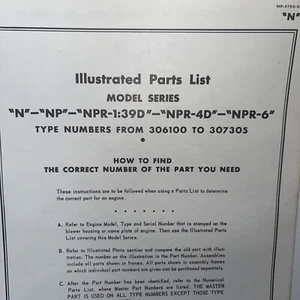 "N"
Illustrated Parts List
MODEL SERIES
"N"—"NP"—"NPR-1:39D"—"NPR-4D"—"NPR-6"
TYPE NUMBERS FROM 306100 TO 307305
HOW TO FIND
THE CORRECT NUMBER OF THE PART YOU NEED
These instructions are to be followed when using a Parts List to determine
the correct part for an engine.
A. Refer to Engine Model, Type and Serial Number that is stamped on the
blower housing or name plate of engine. Then use the Illustrated Parts
List covering this Model Series.
B. Refer to Illustrated Parts section and compare the old part with illus-
tration. The number on the illustration is the Part Number. Assemblies
include all parts shown in frames. All parts shown in assembly frames
on which individual part numbers are given can be purchased separately.
C. After the Part Number has been identified, refer to the Numerical
Parts List, where Master Part Numbers are listed. THE MASTER
PART IS USED ON ALL TYPE NUMBERS EXCEPT THOSE TYPE